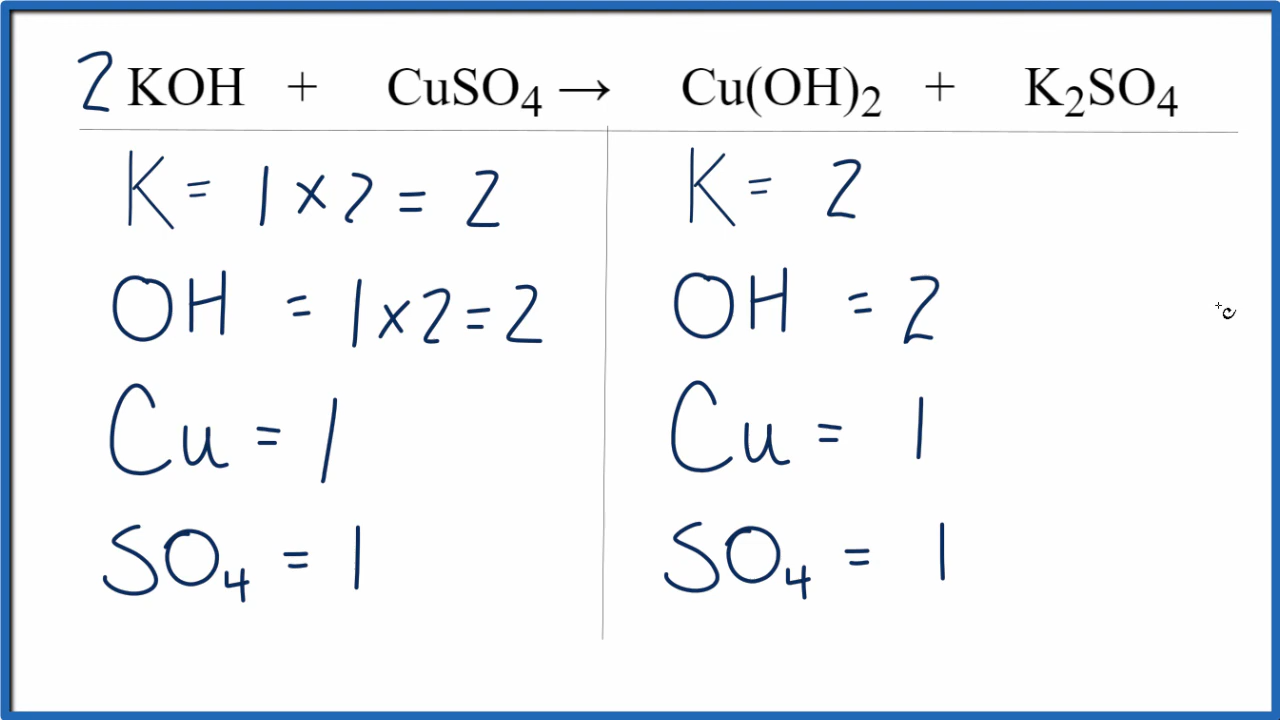 2 KOH + CuSO₄ → Cu(OH)₂ + K₂SO₄
K = 1 x 2 = 2 K = 2
OH = 1 x 2 = 2 OH = 2
Cu = 1 Cu = 1
SO₄ = 1 SO₄ = 1